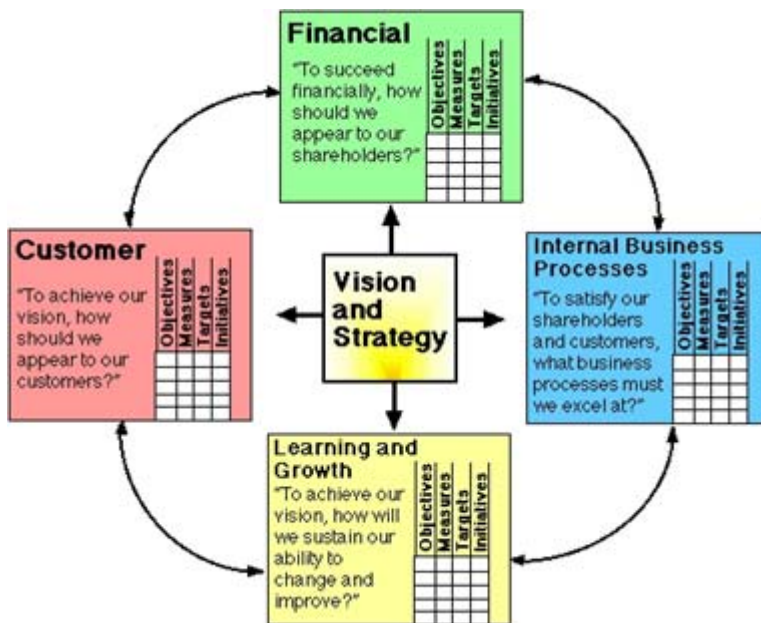 Financial
"To succeed
financially, how
should we
appear to our
shareholders?"
Objectives
Measures
Targets
Initiatives
Customer
"To achieve our
vision, how
should we
appear to our
customers?"
Objectives
Measures
Targets
Initiatives
Vision
and
Strategy
Internal Business
Processes
"To satisfy our
shareholders
and customers,
what business
processes must
we excel at?"
Objectives
Measures
Targets
Initiatives
Learning and
Growth
"To achieve our
vision, how will
we sustain our
ability to
change and
improve?"
Objectives
Measures
Targets
Initiatives